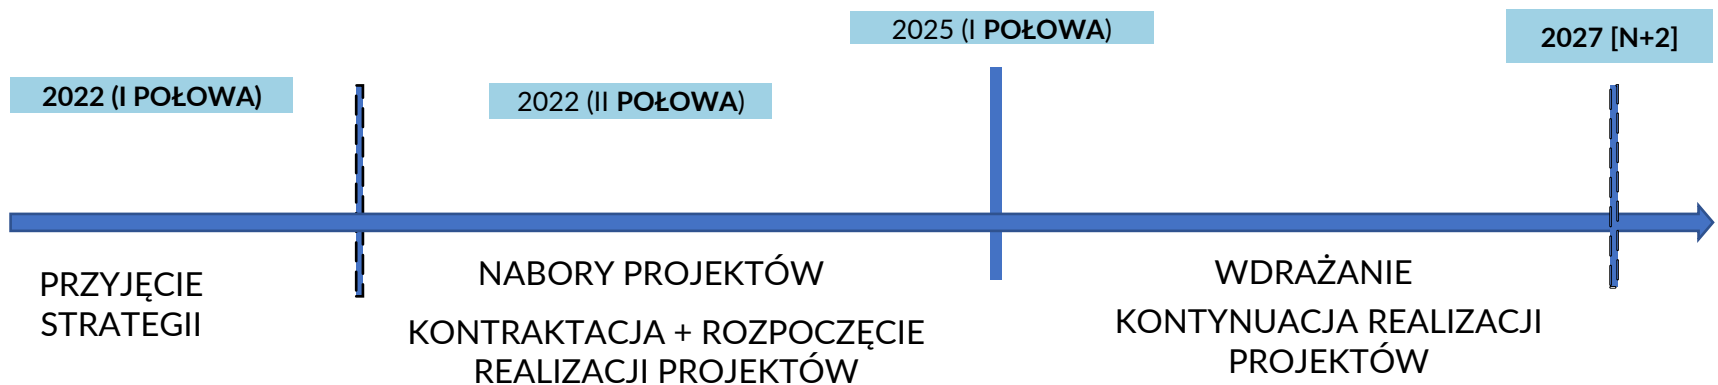 2022 (I POŁOWA)
2022 (II POŁOWA)
2025 (I POŁOWA)
2027 [N+2]
PRZYJĘCIE
STRATEGII
NABORY PROJEKTÓW
KONTRAKTACJA + ROZPOCZĘCIE
REALIZACJI PROJEKTÓW
WDRAŻANIE
KONTYNUACJA REALIZACJI
PROJEKTÓW